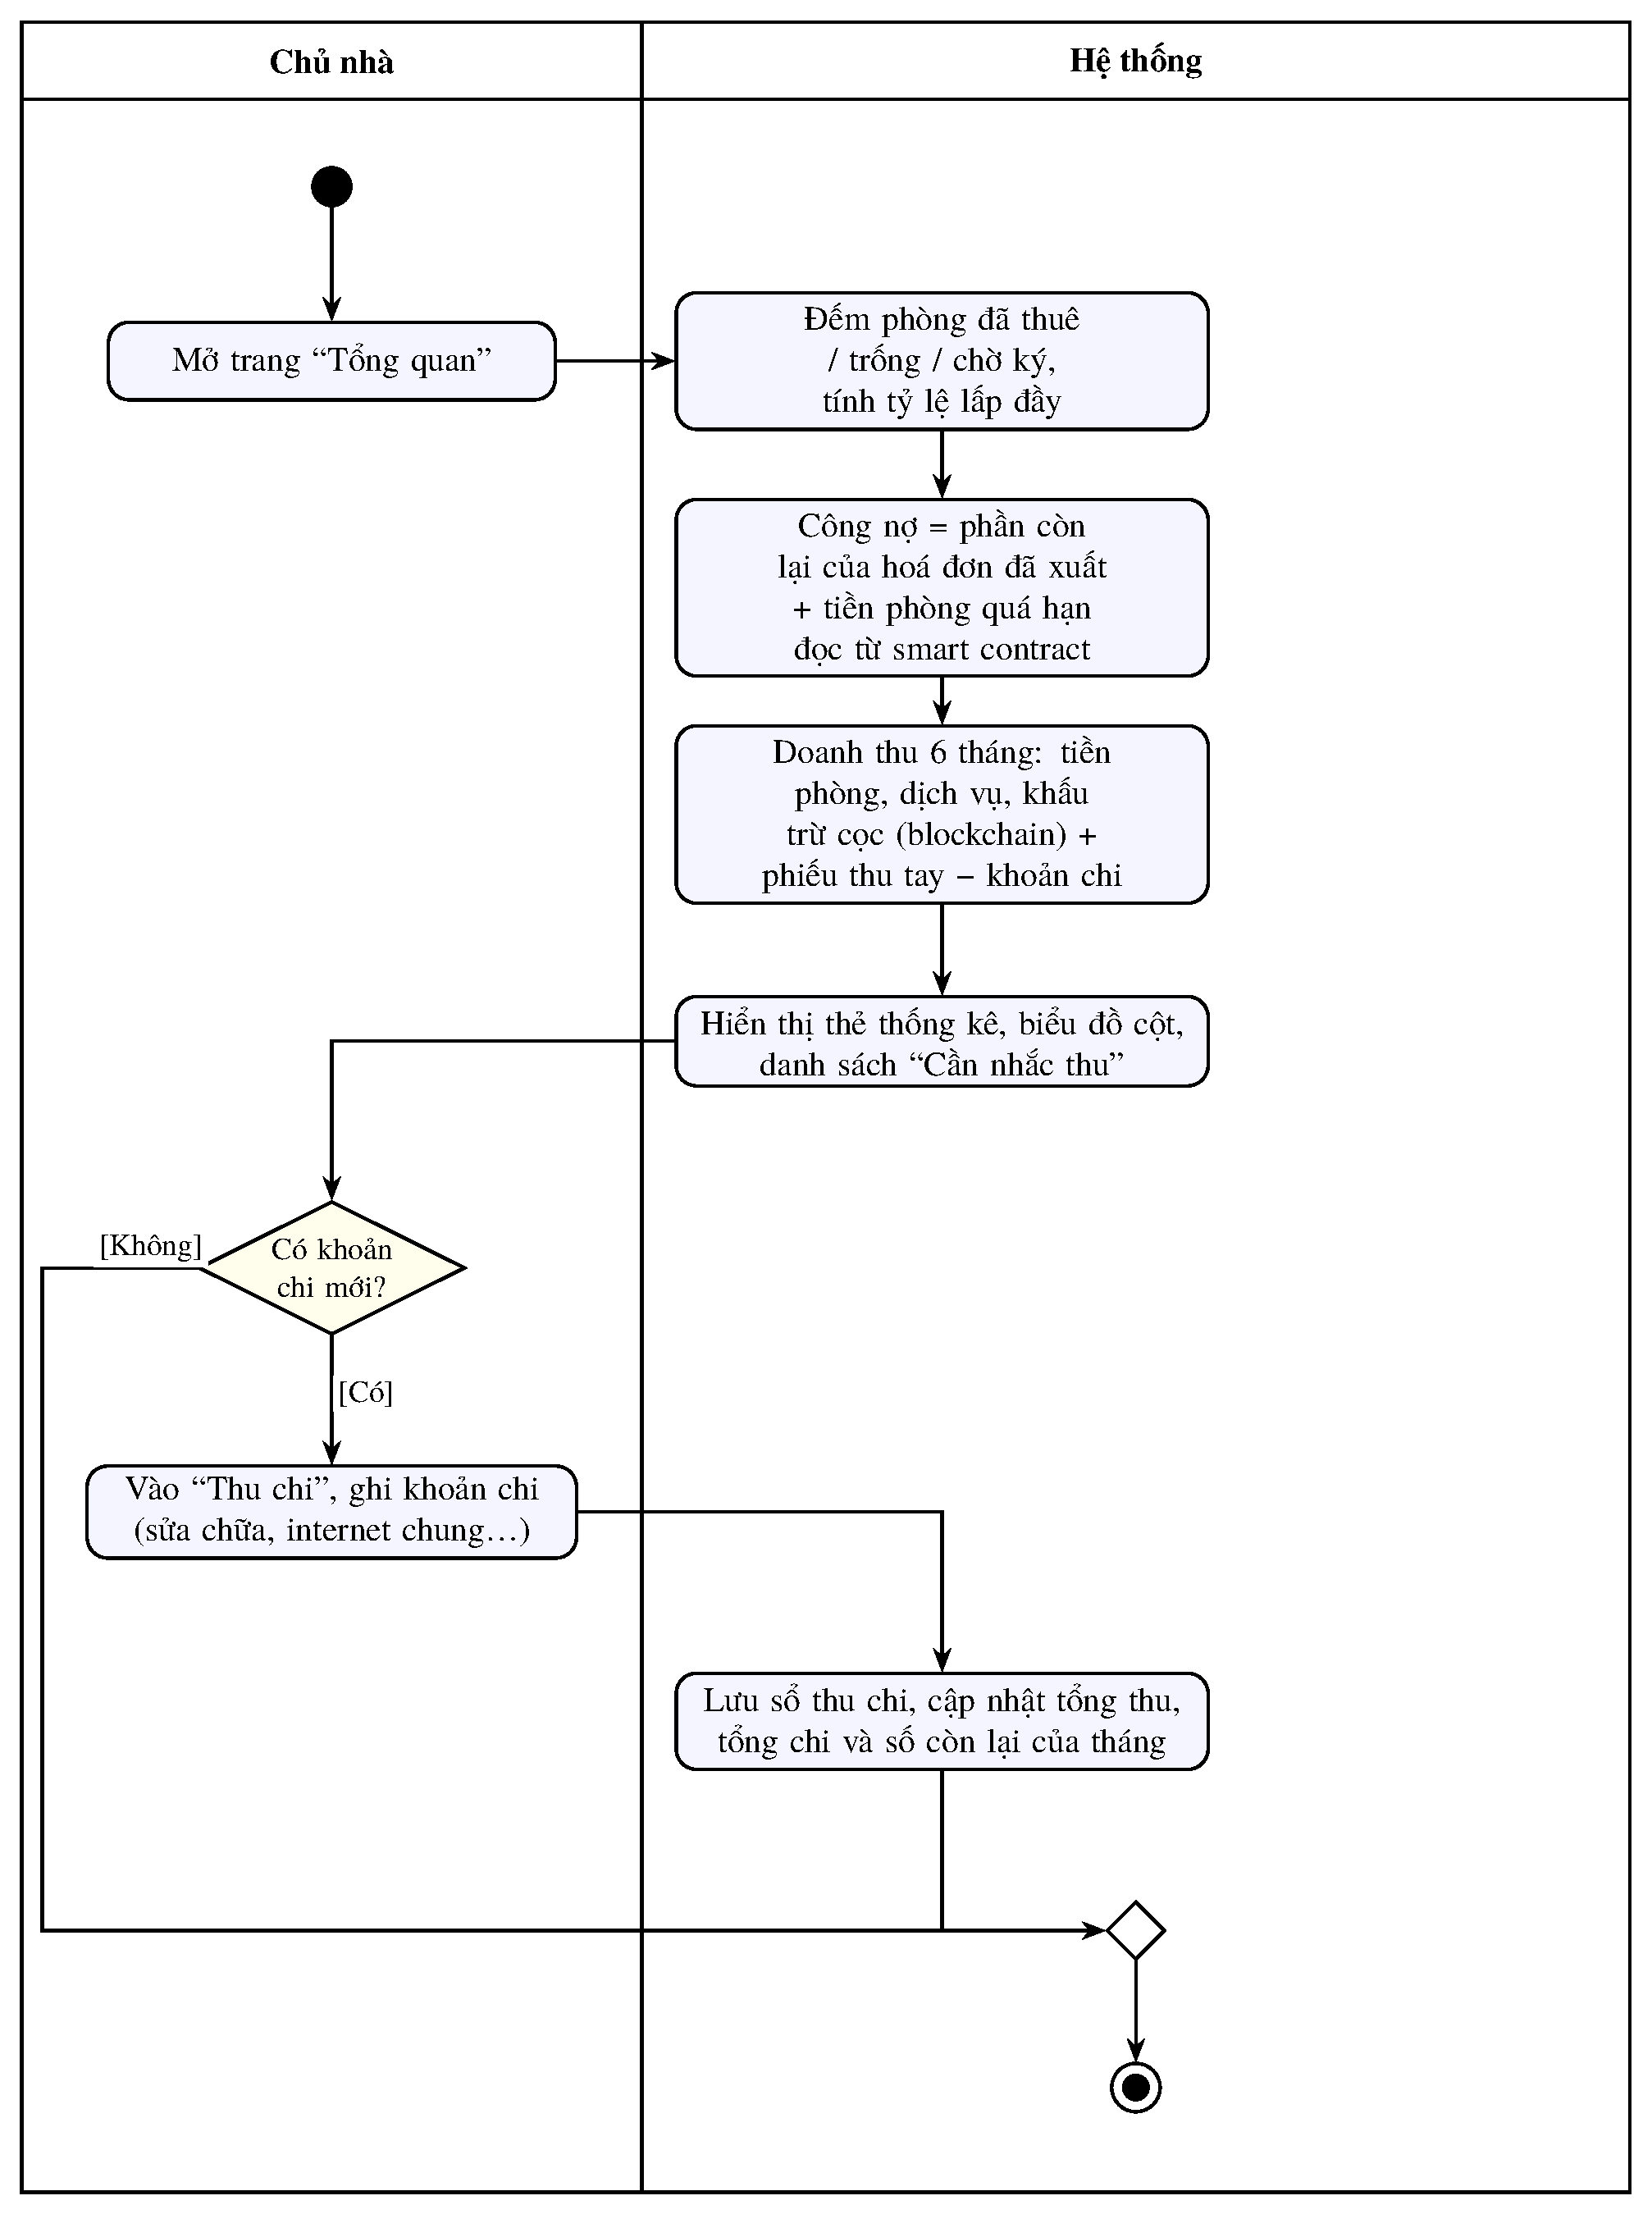 Chủ nhà
Hệ thống
Mở trang “Tổng quan”
Đếm phòng đã thuê
/ trống / chờ ký,
tính tỷ lệ lấp đầy
Công nợ = phần còn
lại của hoá đơn đã xuất
+ tiền phòng quá hạn
đọc từ smart contract
Doanh thu 6 tháng: tiền
phòng, dịch vụ, khấu
trừ cọc (blockchain) +
phiếu thu tay – khoản chi
Hiển thị thẻ thống kê, biểu đồ cột,
danh sách “Cần nhắc thu”
[Không]
Có khoản
chi mới?
[Có]
Vào “Thu chi”, ghi khoản chi
(sửa chữa, internet chung…)
Lưu sổ thu chi, cập nhật tổng thu,
tổng chi và số còn lại của tháng